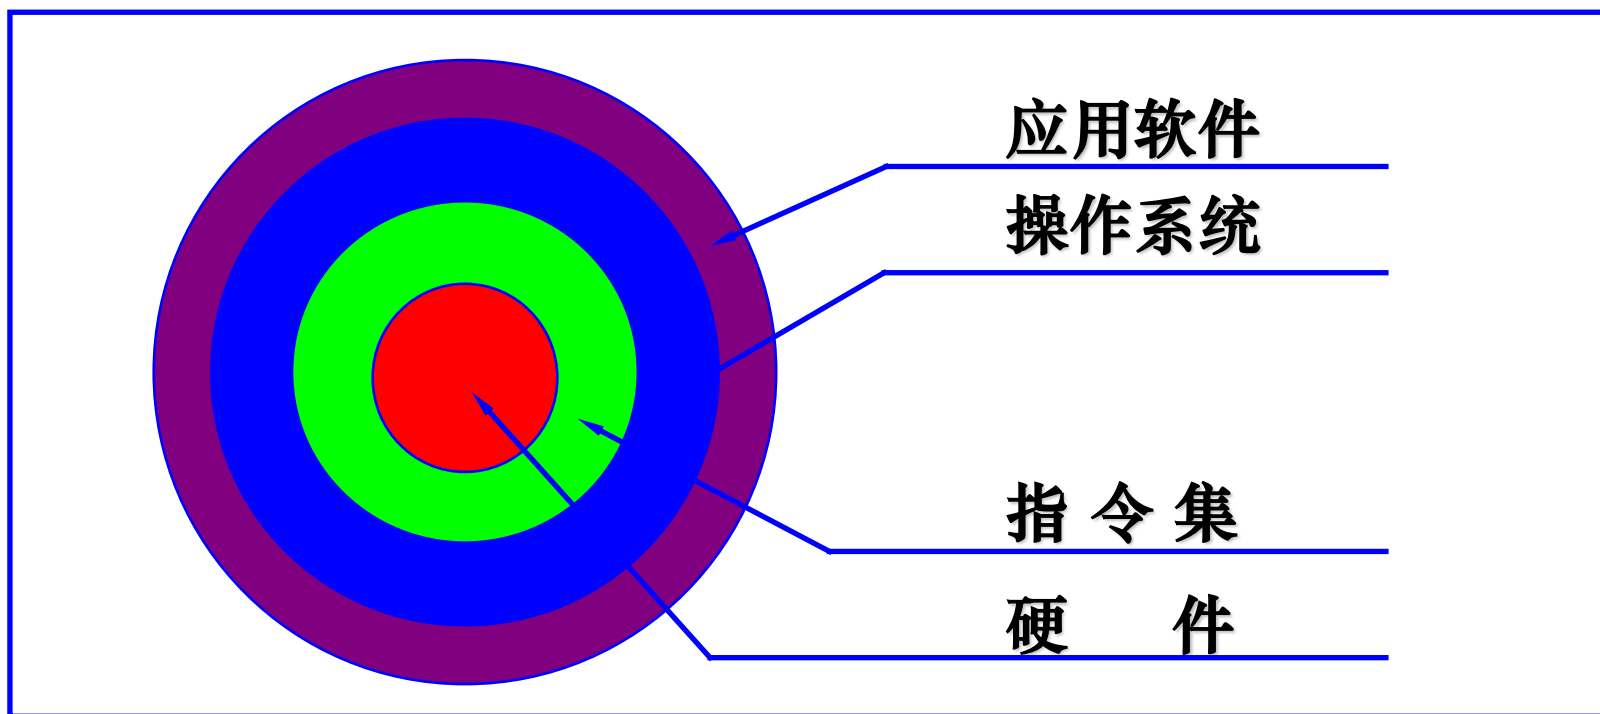 应用软件
操作系统
指 令 集
硬 件